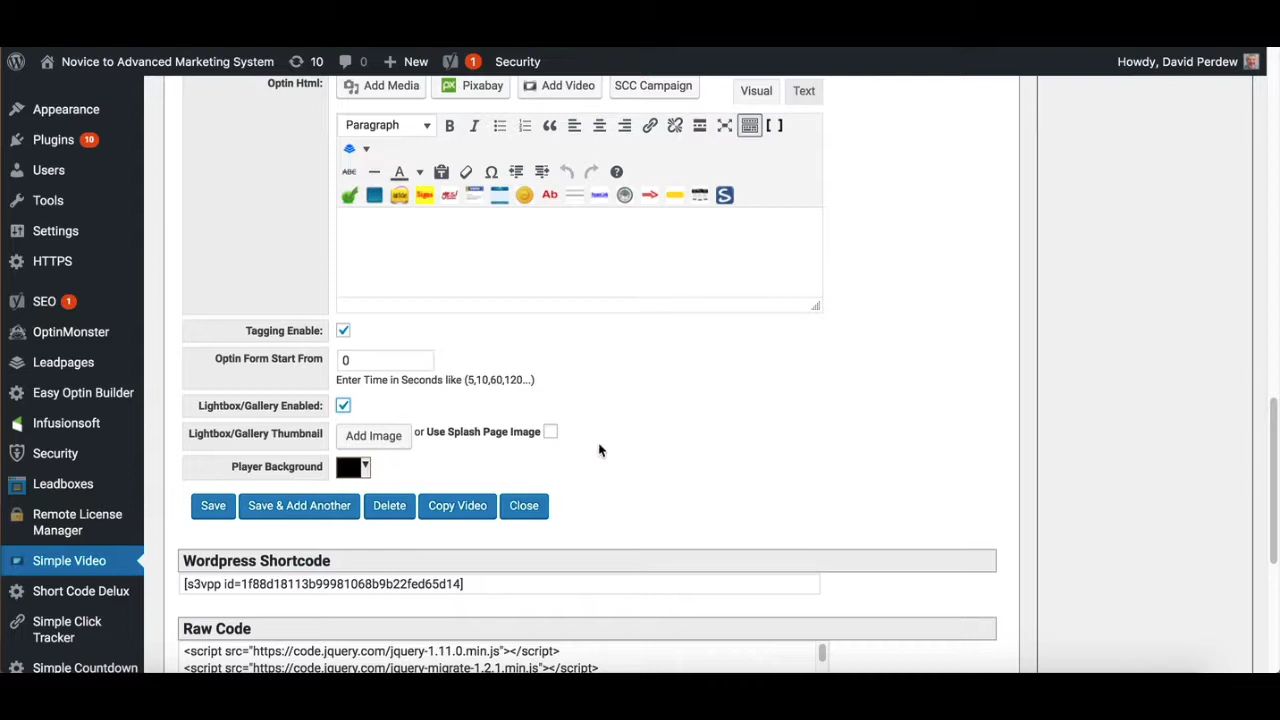 Novice to Advanced Marketing System 10 0 New 1 Security Howdy, David Perdew
Appearance
Plugins 10
Users
Tools
Settings
HTTPS
SEO 1
OptinMonster
Leadpages
Easy Optin Builder
Infusionsoft
Security
Leadboxes
Remote License
Manager
Simple Video
Short Code Delux
Simple Click
Tracker
Simple Countdown
Optin Html: Add Media px Pixabay Add Video SCC Campaign Visual Text
Paragraph B I
ABC A
Ab S
Tagging Enable:
Optin Form Start From 0
Enter Time in Seconds like (5,10,60,120...)
Lightbox/Gallery Enabled:
Lightbox/Gallery Thumbnail Add Image or Use Splash Page Image
Player Background
Save Save & Add Another Delete Copy Video Close
Wordpress Shortcode
[s3vpp id=1f88d18113b99981068b9b22fed65d14]
Raw Code
<script src="https://code.jquery.com/jquery-1.11.0.min.js"></script>
<script src="https://code.jquery.com/jquery-migrate-1.2.1.min.js"></script>